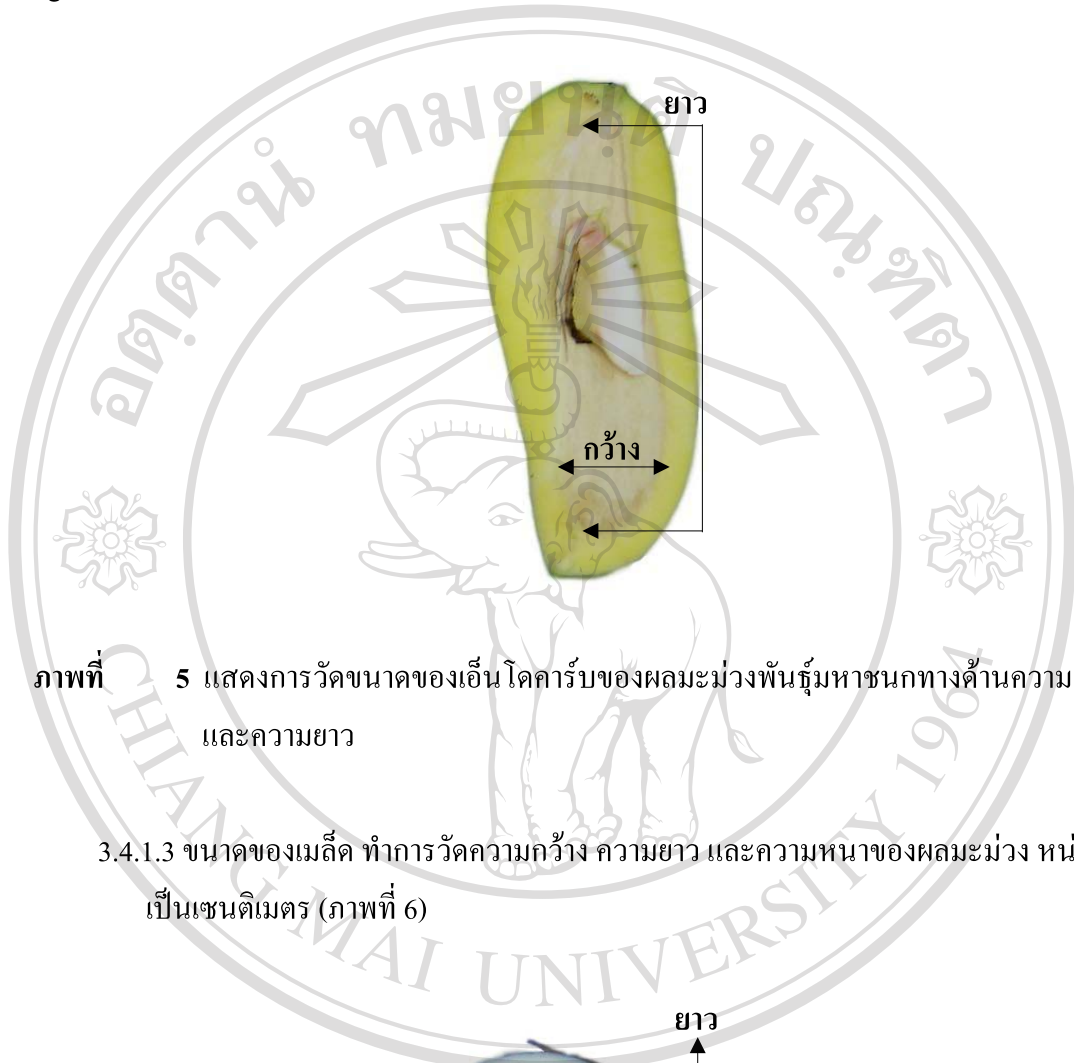 ยาว
กว้าง
ภาพที่ 5 แสดงการวัดขนาดของเอ็นโดคาร์บของผลมะม่วงพันธุ์มหาชนกทางด้านความ
และความยาว
3.4.1.3 ขนาดของเมล็ด ทำการวัดความกว้าง ความยาว และความหนาของผลมะม่วง หน่
เป็นเซนติเมตร (ภาพที่ 6)
ยาว
CHIANG MAI UNIVERSITY 1964